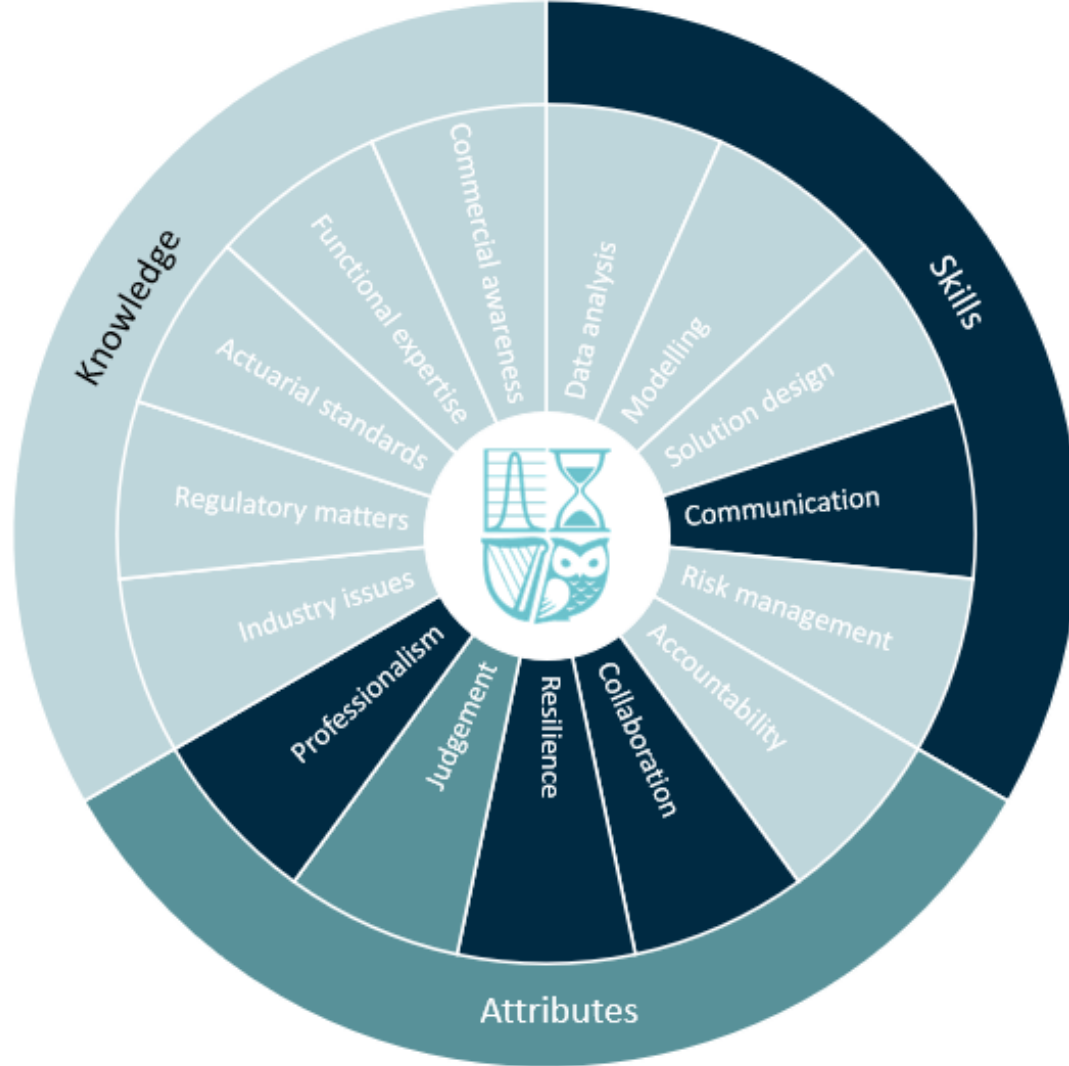 Knowledge
Skills
Attributes
Commercial awareness
Data analysis
Modelling
Solution design
Communication
Risk management
Accountability
Collaboration
Resilience
Judgement
Professionalism
Industry issues
Regulatory matters
Actuarial standards
Functional expertise